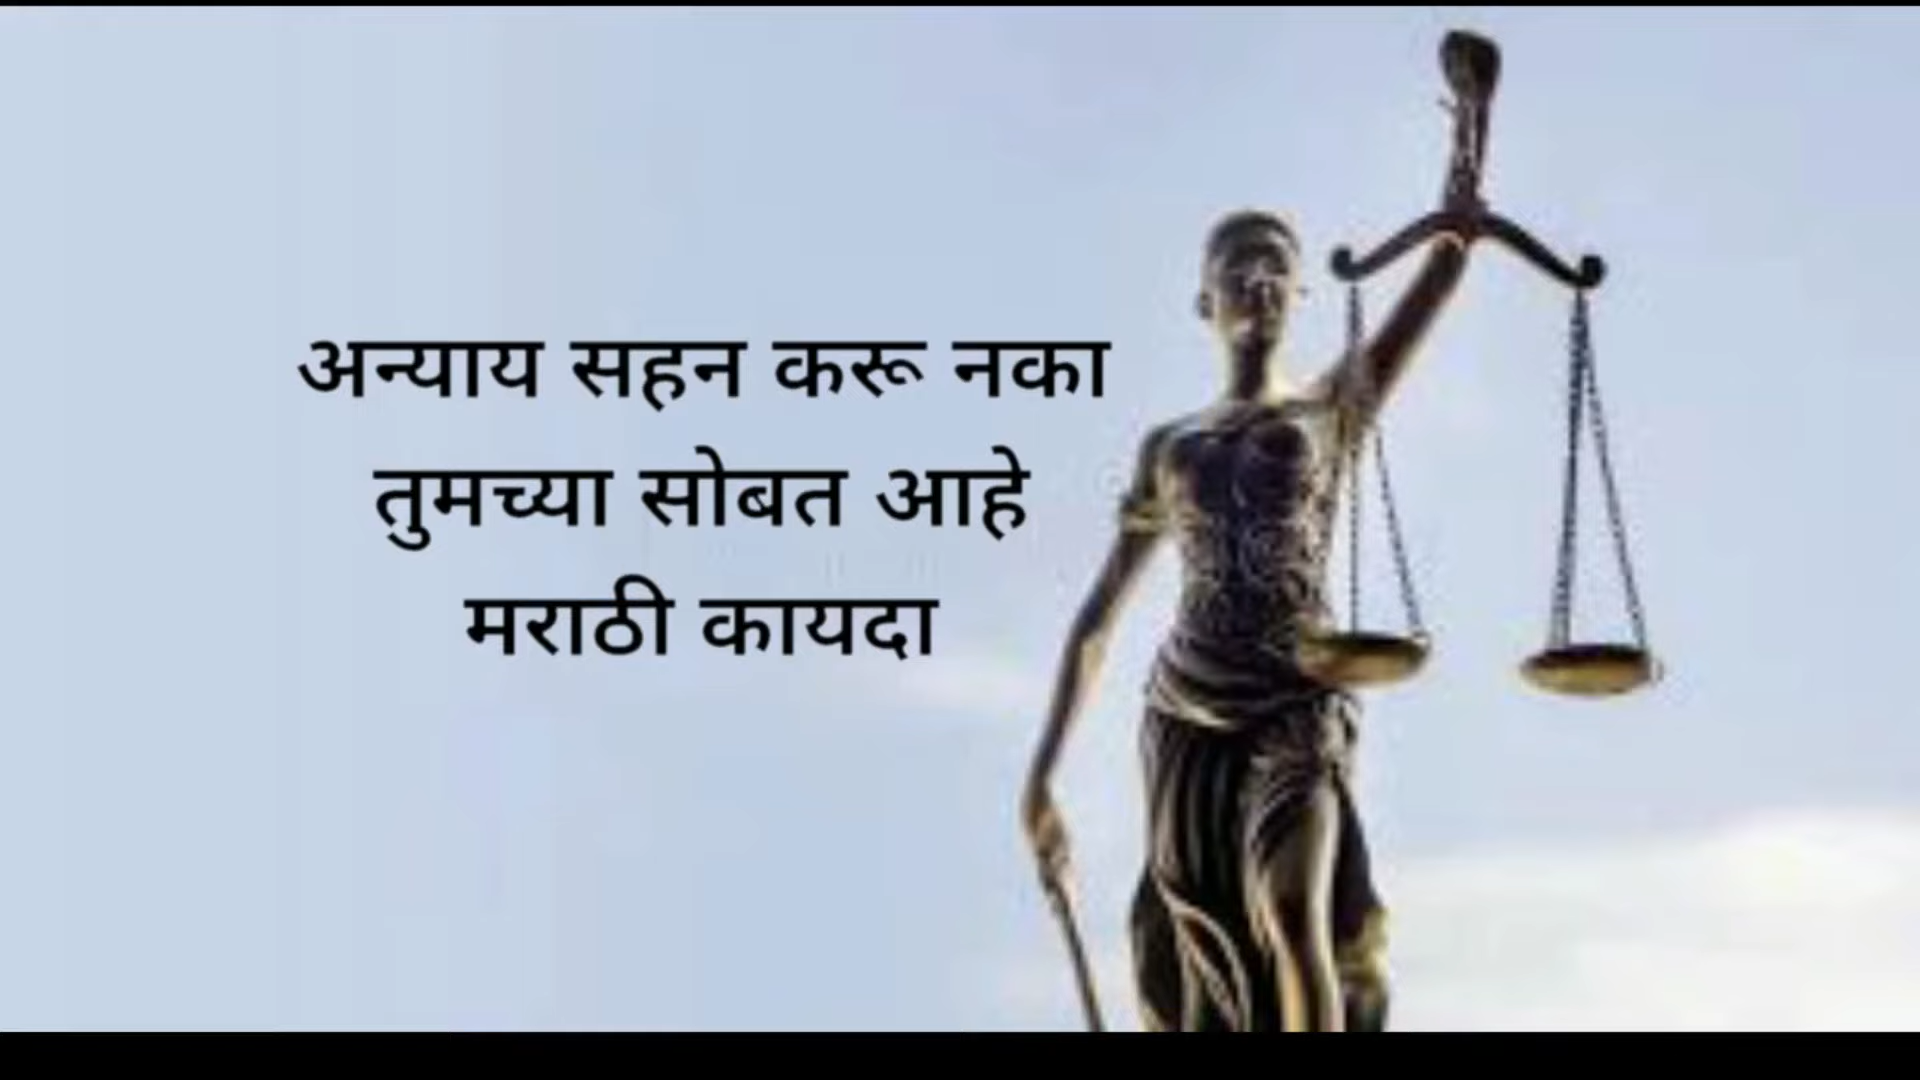 अन्याय सहन करू नका
तुमच्या सोबत आहे
मराठी कायदा